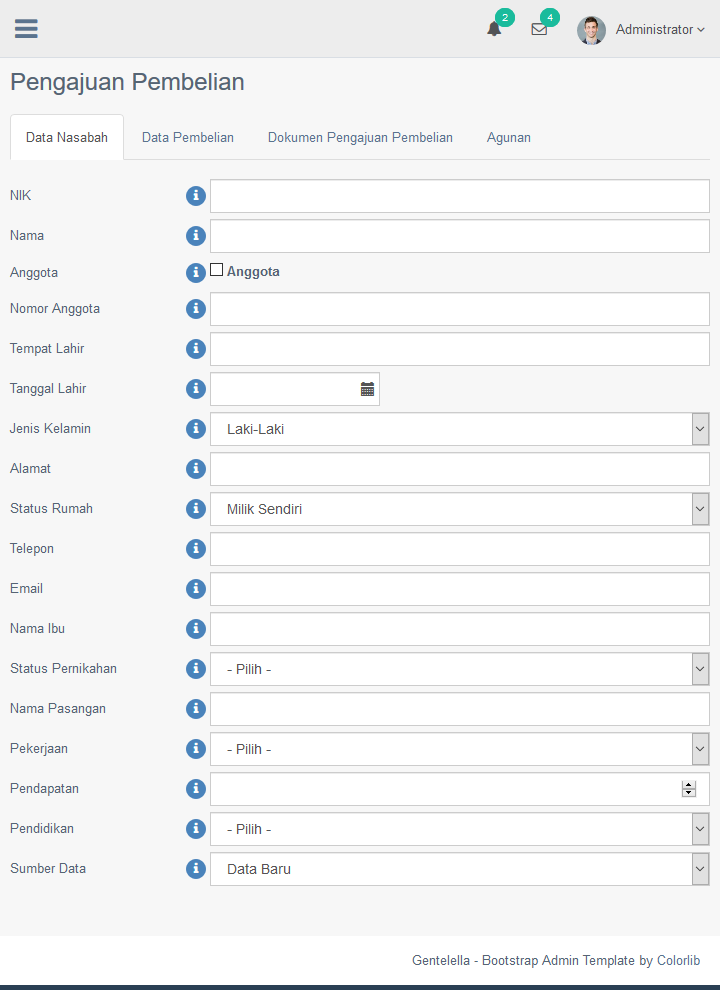 2 4 Administrator
Pengajuan Pembelian
Data Nasabah Data Pembelian Dokumen Pengajuan Pembelian Agunan
NIK
Nama
Anggota Anggota
Nomor Anggota
Tempat Lahir
Tanggal Lahir
Jenis Kelamin Laki-Laki
Alamat
Status Rumah Milik Sendiri
Telepon
Email
Nama Ibu
Status Pernikahan - Pilih -
Nama Pasangan
Pekerjaan - Pilih -
Pendapatan
Pendidikan - Pilih -
Sumber Data Data Baru
Gentelella - Bootstrap Admin Template by Colorlib